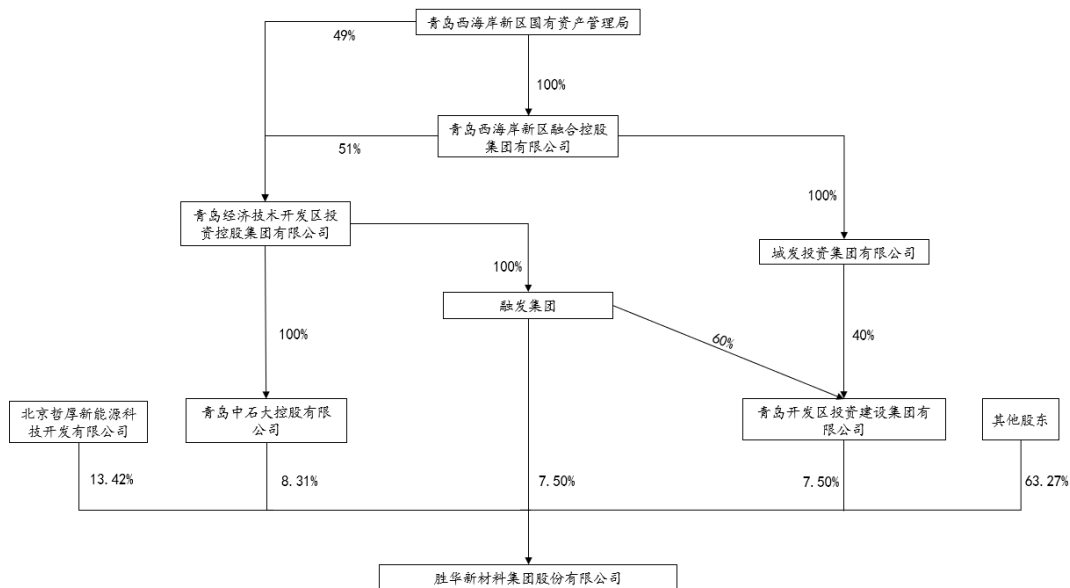 青岛西海岸新区国有资产管理局
49%
100%
青岛西海岸新区融合控股
集团有限公司
51%
100%
青岛经济技术开发区投
资控股集团有限公司
城发投资集团有限公司
100%
融发集团
100%
60%
40%
北京哲厚新能源科
技开发有限公司
青岛中石大控股有限
公司
青岛开发区投资建设集团有
限公司
其他股东
13.42%
8.31%
7.50%
7.50%
63.27%
胜华新材料集团股份有限公司